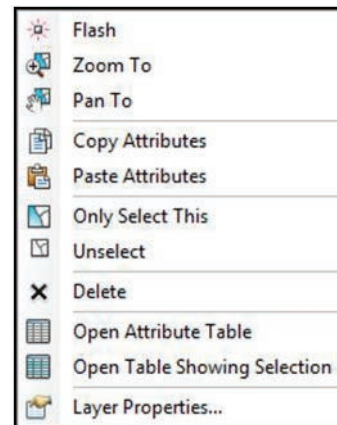 Flash
Zoom To
Pan To
Copy Attributes
Paste Attributes
Only Select This
Unselect
Delete
Open Attribute Table
Open Table Showing Selection
Layer Properties...